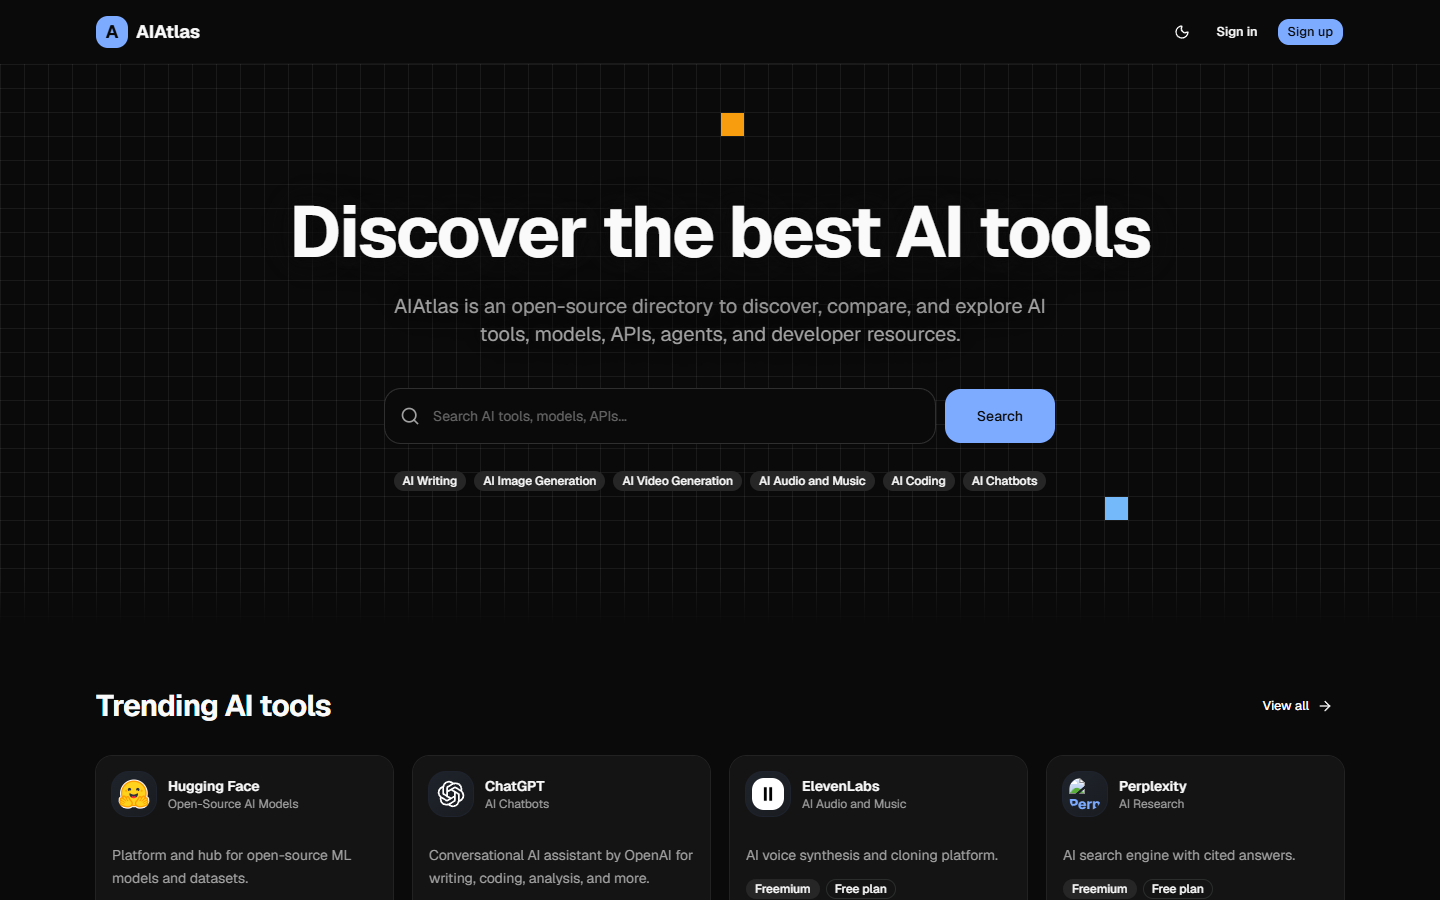 A AIAtlas
Sign in
Sign up
Discover the best AI tools
AIAtlas is an open-source directory to discover, compare, and explore AI
tools, models, APIs, agents, and developer resources.
Search AI tools, models, APIs...
Search
AI Writing
AI Image Generation
AI Video Generation
AI Audio and Music
AI Coding
AI Chatbots
Trending AI tools
View all
Hugging Face
Open-Source AI Models
Platform and hub for open-source ML
models and datasets.
ChatGPT
AI Chatbots
Conversational AI assistant by OpenAI for
writing, coding, analysis, and more.
ElevenLabs
AI Audio and Music
AI voice synthesis and cloning platform.
Freemium
Free plan
Perr
Perplexity
AI Research
AI search engine with cited answers.
Freemium
Free plan